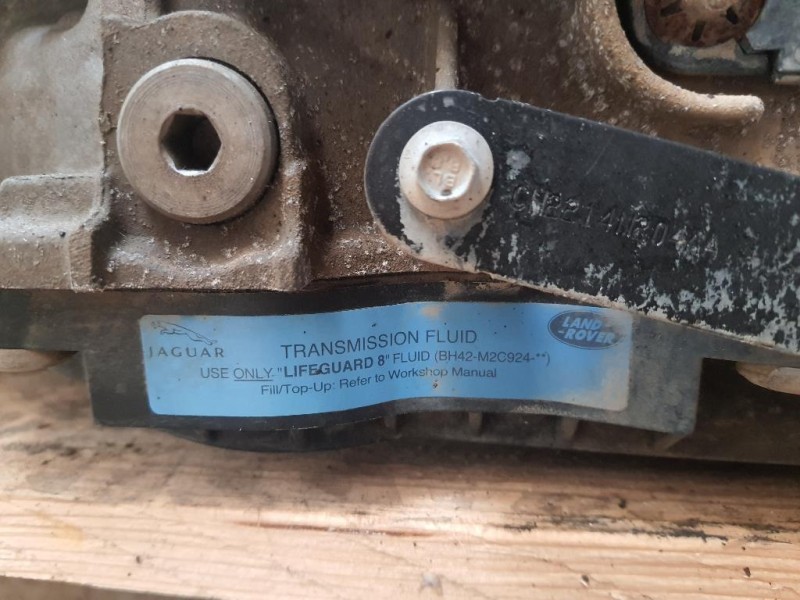 JAGUAR
TRANSMISSION FLUID
LAND
-ROVER
USE ONLY "LIFEGUARD 8" FLUID (BH42-M2C924-**)
Fill/Top-Up: Refer to Workshop Manual